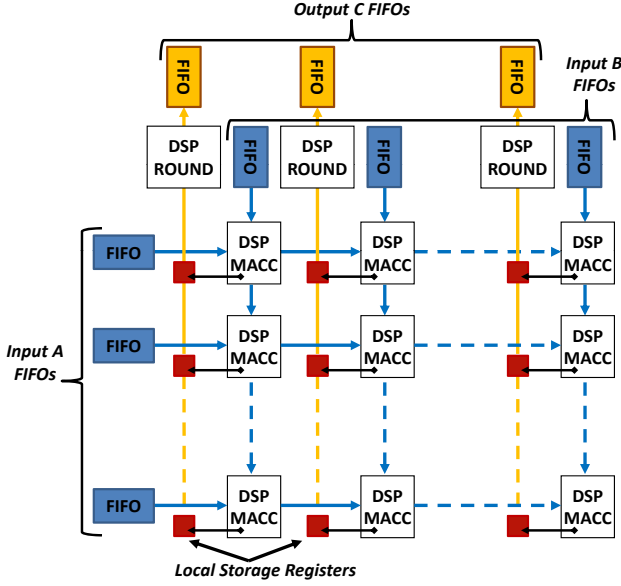 Output C FIFOs
Input B
FIFOs
FIFO
FIFO
FIFO
DSP
ROUND
FIFO
DSP
ROUND
FIFO
DSP
ROUND
FIFO
Input A
FIFOs
FIFO
DSP
MACC
DSP
MACC
DSP
MACC
FIFO
DSP
MACC
DSP
MACC
DSP
MACC
FIFO
DSP
MACC
DSP
MACC
DSP
MACC
Local Storage Registers